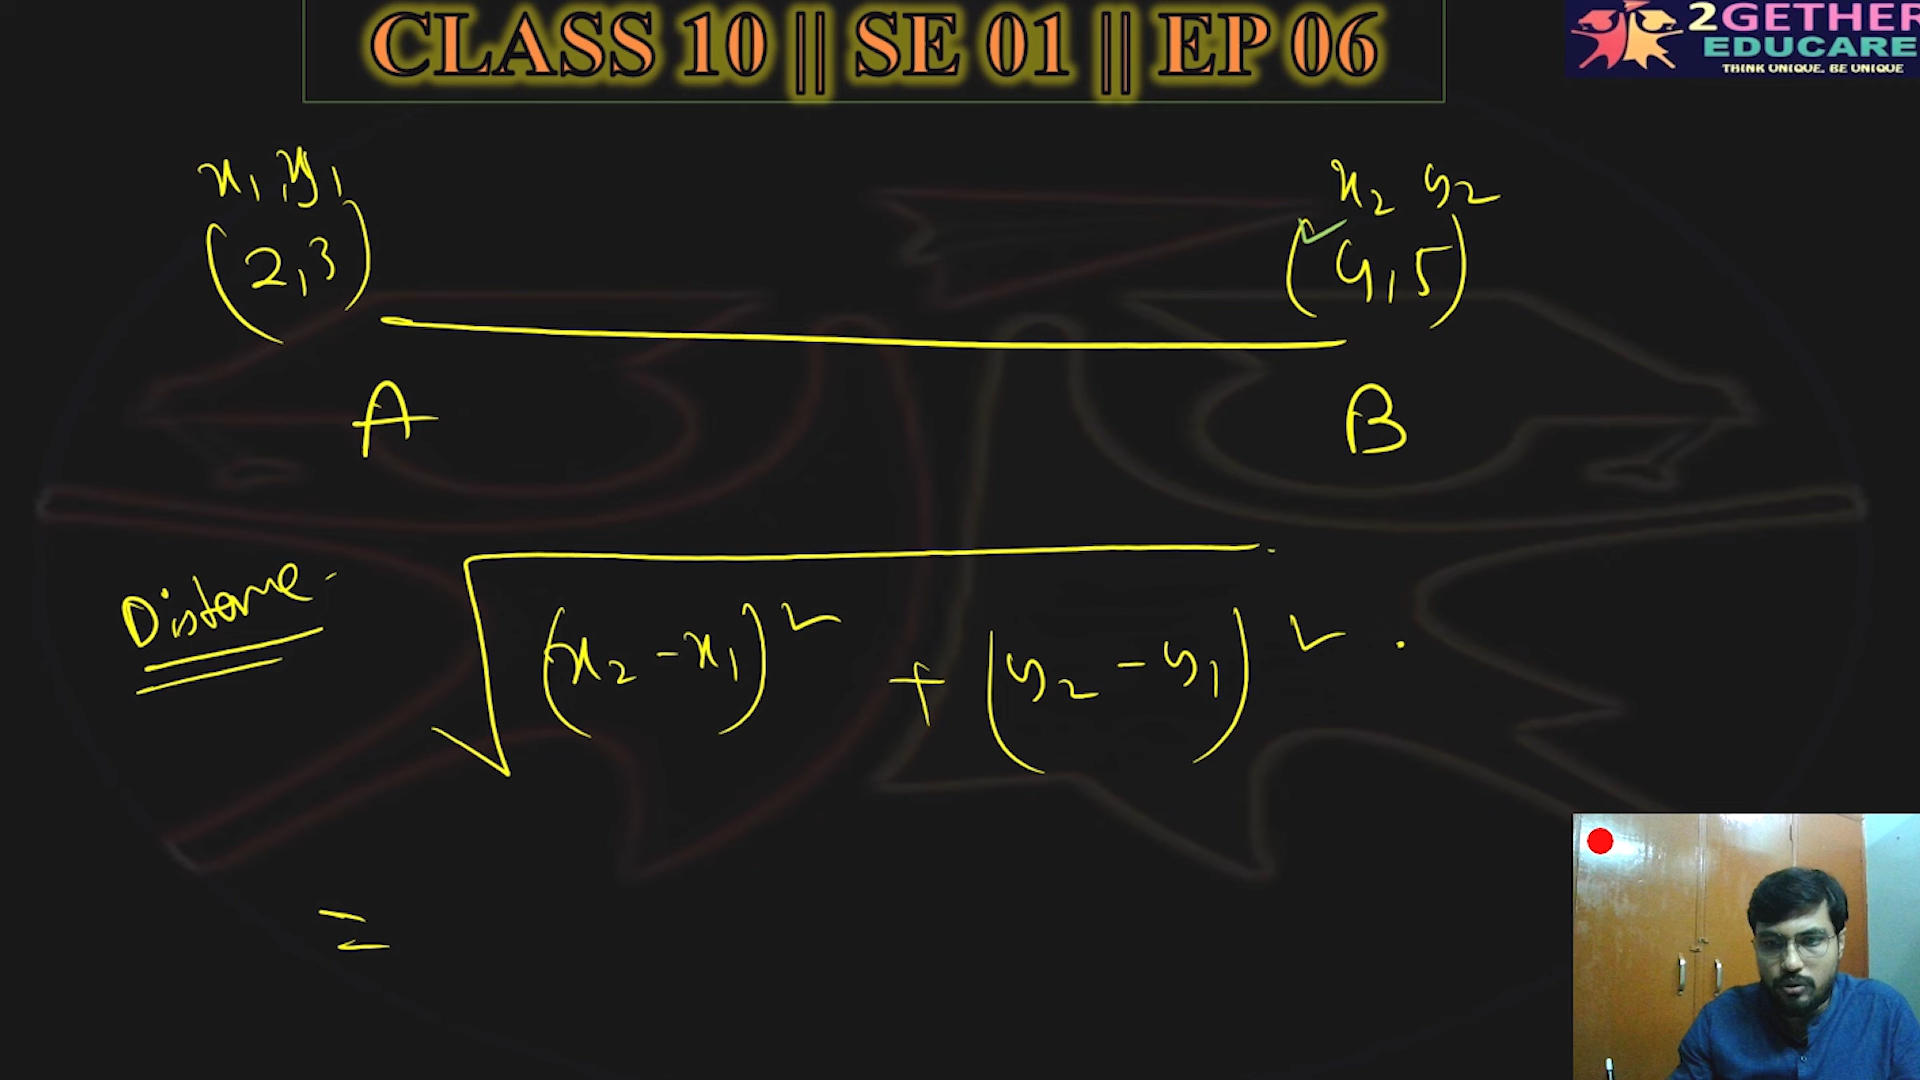 CLASS 10 || SE 01 || EP 06
2GETHER
EDUCARE
THINK UNIQUE, BE UNIQUE
x₁, y₁
x₂ y₂
(2,3)
(4,5)
A
B
Distance
√(x₂ - x₁)² + (y₂ - y₁)²
=